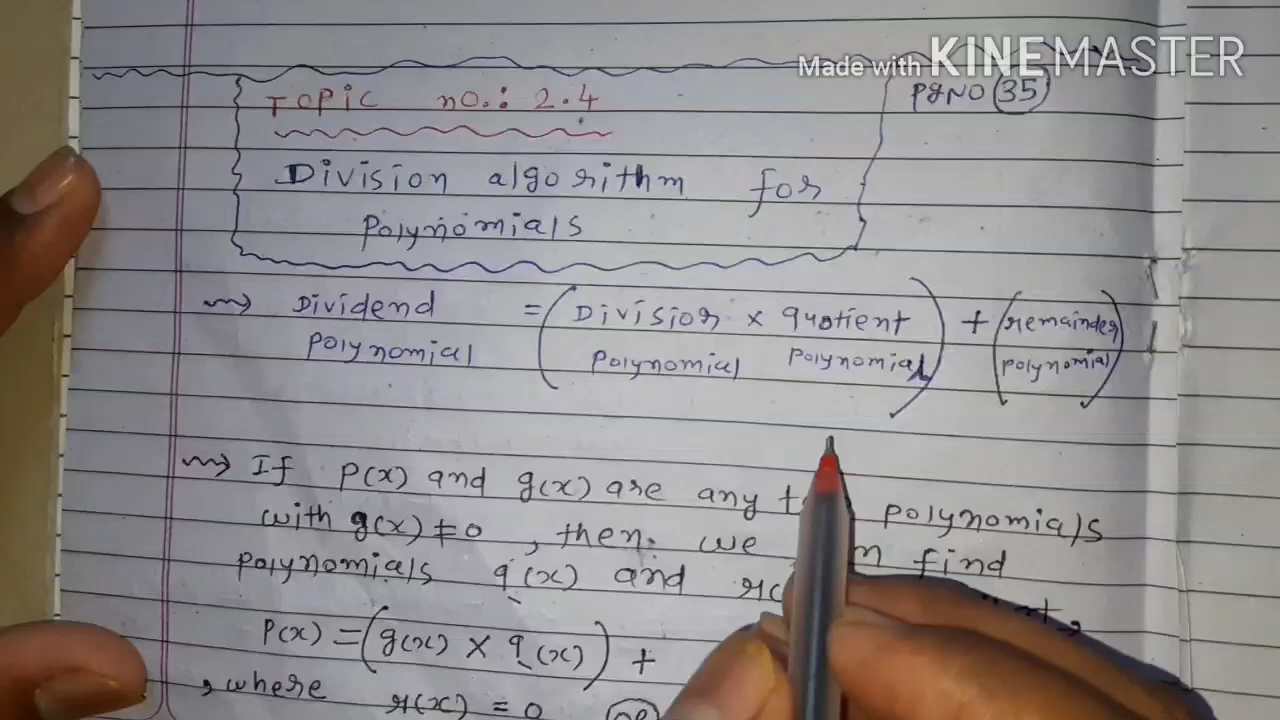 Made with KINEMASTER
PgNO 35
Topic no.: 2.4
Division algorithm for
polynomials
Dividend = (Division x quotient) + (remainder
polynomial polynomial polynomial polynomial)
If p(x) and g(x) are any polynomials
with g(x) ≠ 0 , then. we find
polynomials q(x) and
p(x) = (g(x) × q(x)) +
, where r(x) = 0 OR